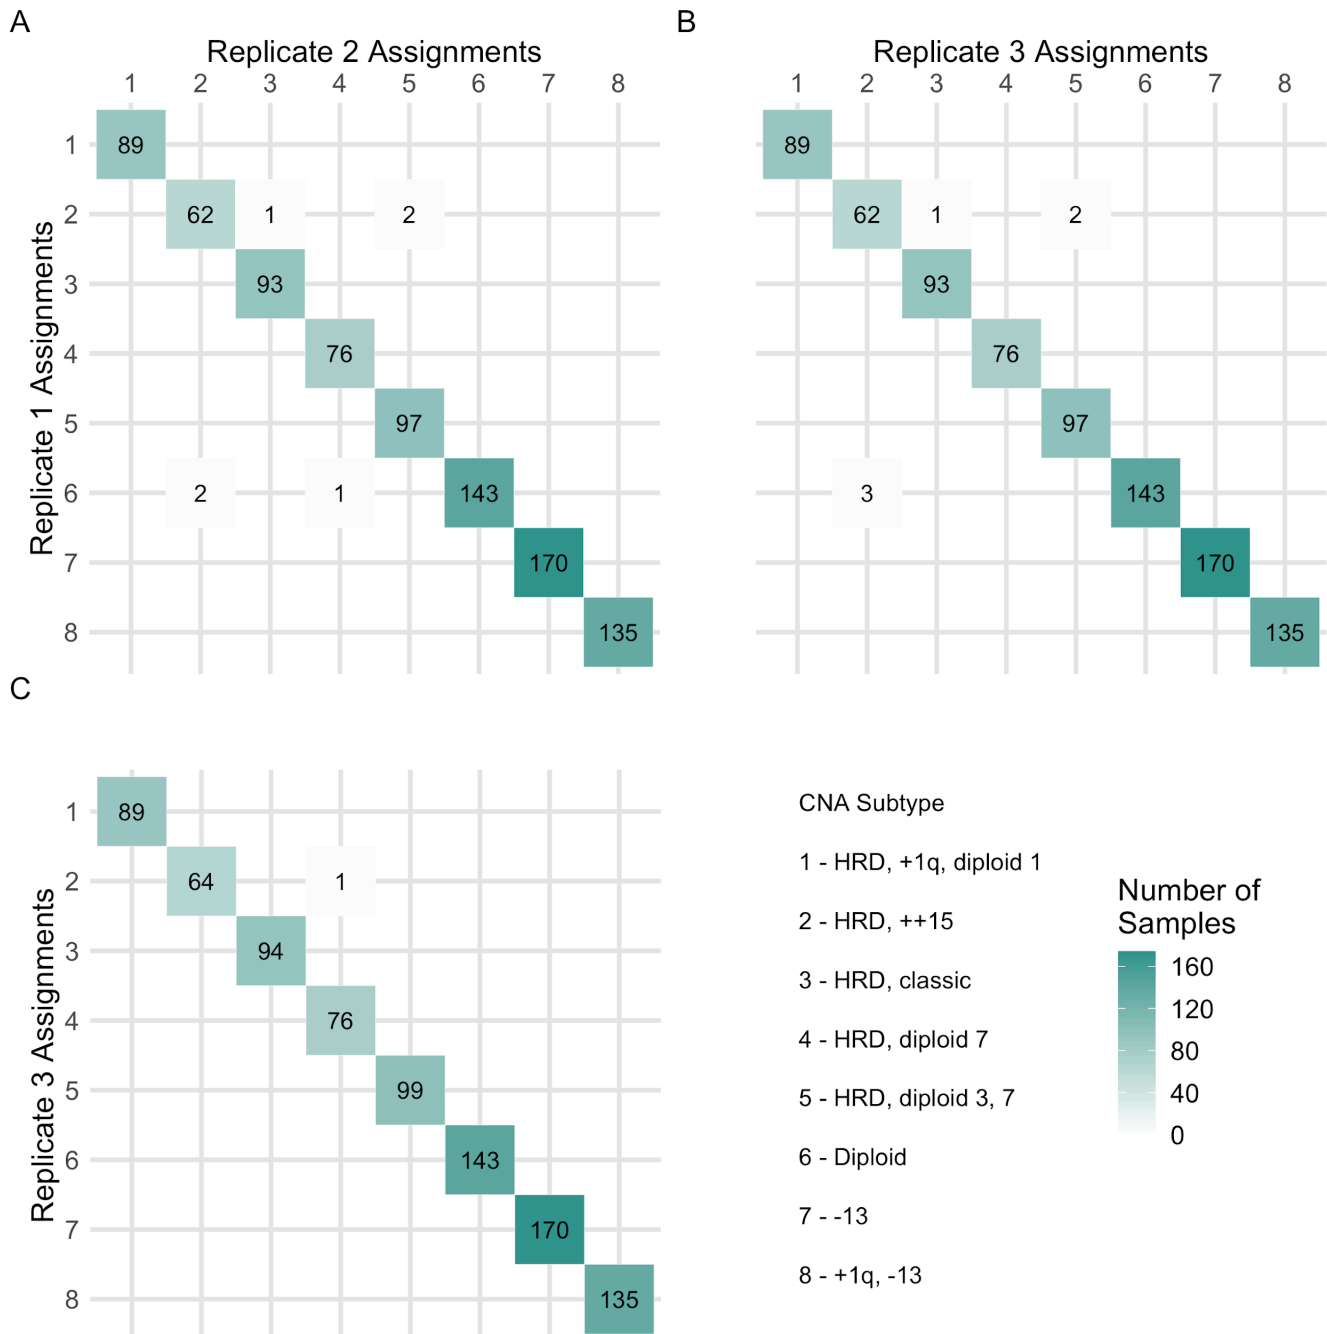 A
Replicate 2 Assignments
1 2 3 4 5 6 7 8
Replicate 1 Assignments
1 89
2 62 1 2
3 93
4 76
5 97
6 2 1 143
7 170
8 135
B
Replicate 3 Assignments
1 2 3 4 5 6 7 8
89
62 1 2
93
76
97
3 143
170
135
C
Replicate 3 Assignments
1 89
2 64 1
3 94
4 76
5 99
6 143
7 170
8 135
CNA Subtype
1 - HRD, +1q, diploid 1
2 - HRD, ++15
3 - HRD, classic
4 - HRD, diploid 7
5 - HRD, diploid 3, 7
6 - Diploid
7 - -13
8 - +1q, -13
Number of
Samples
160
120
80
40
0